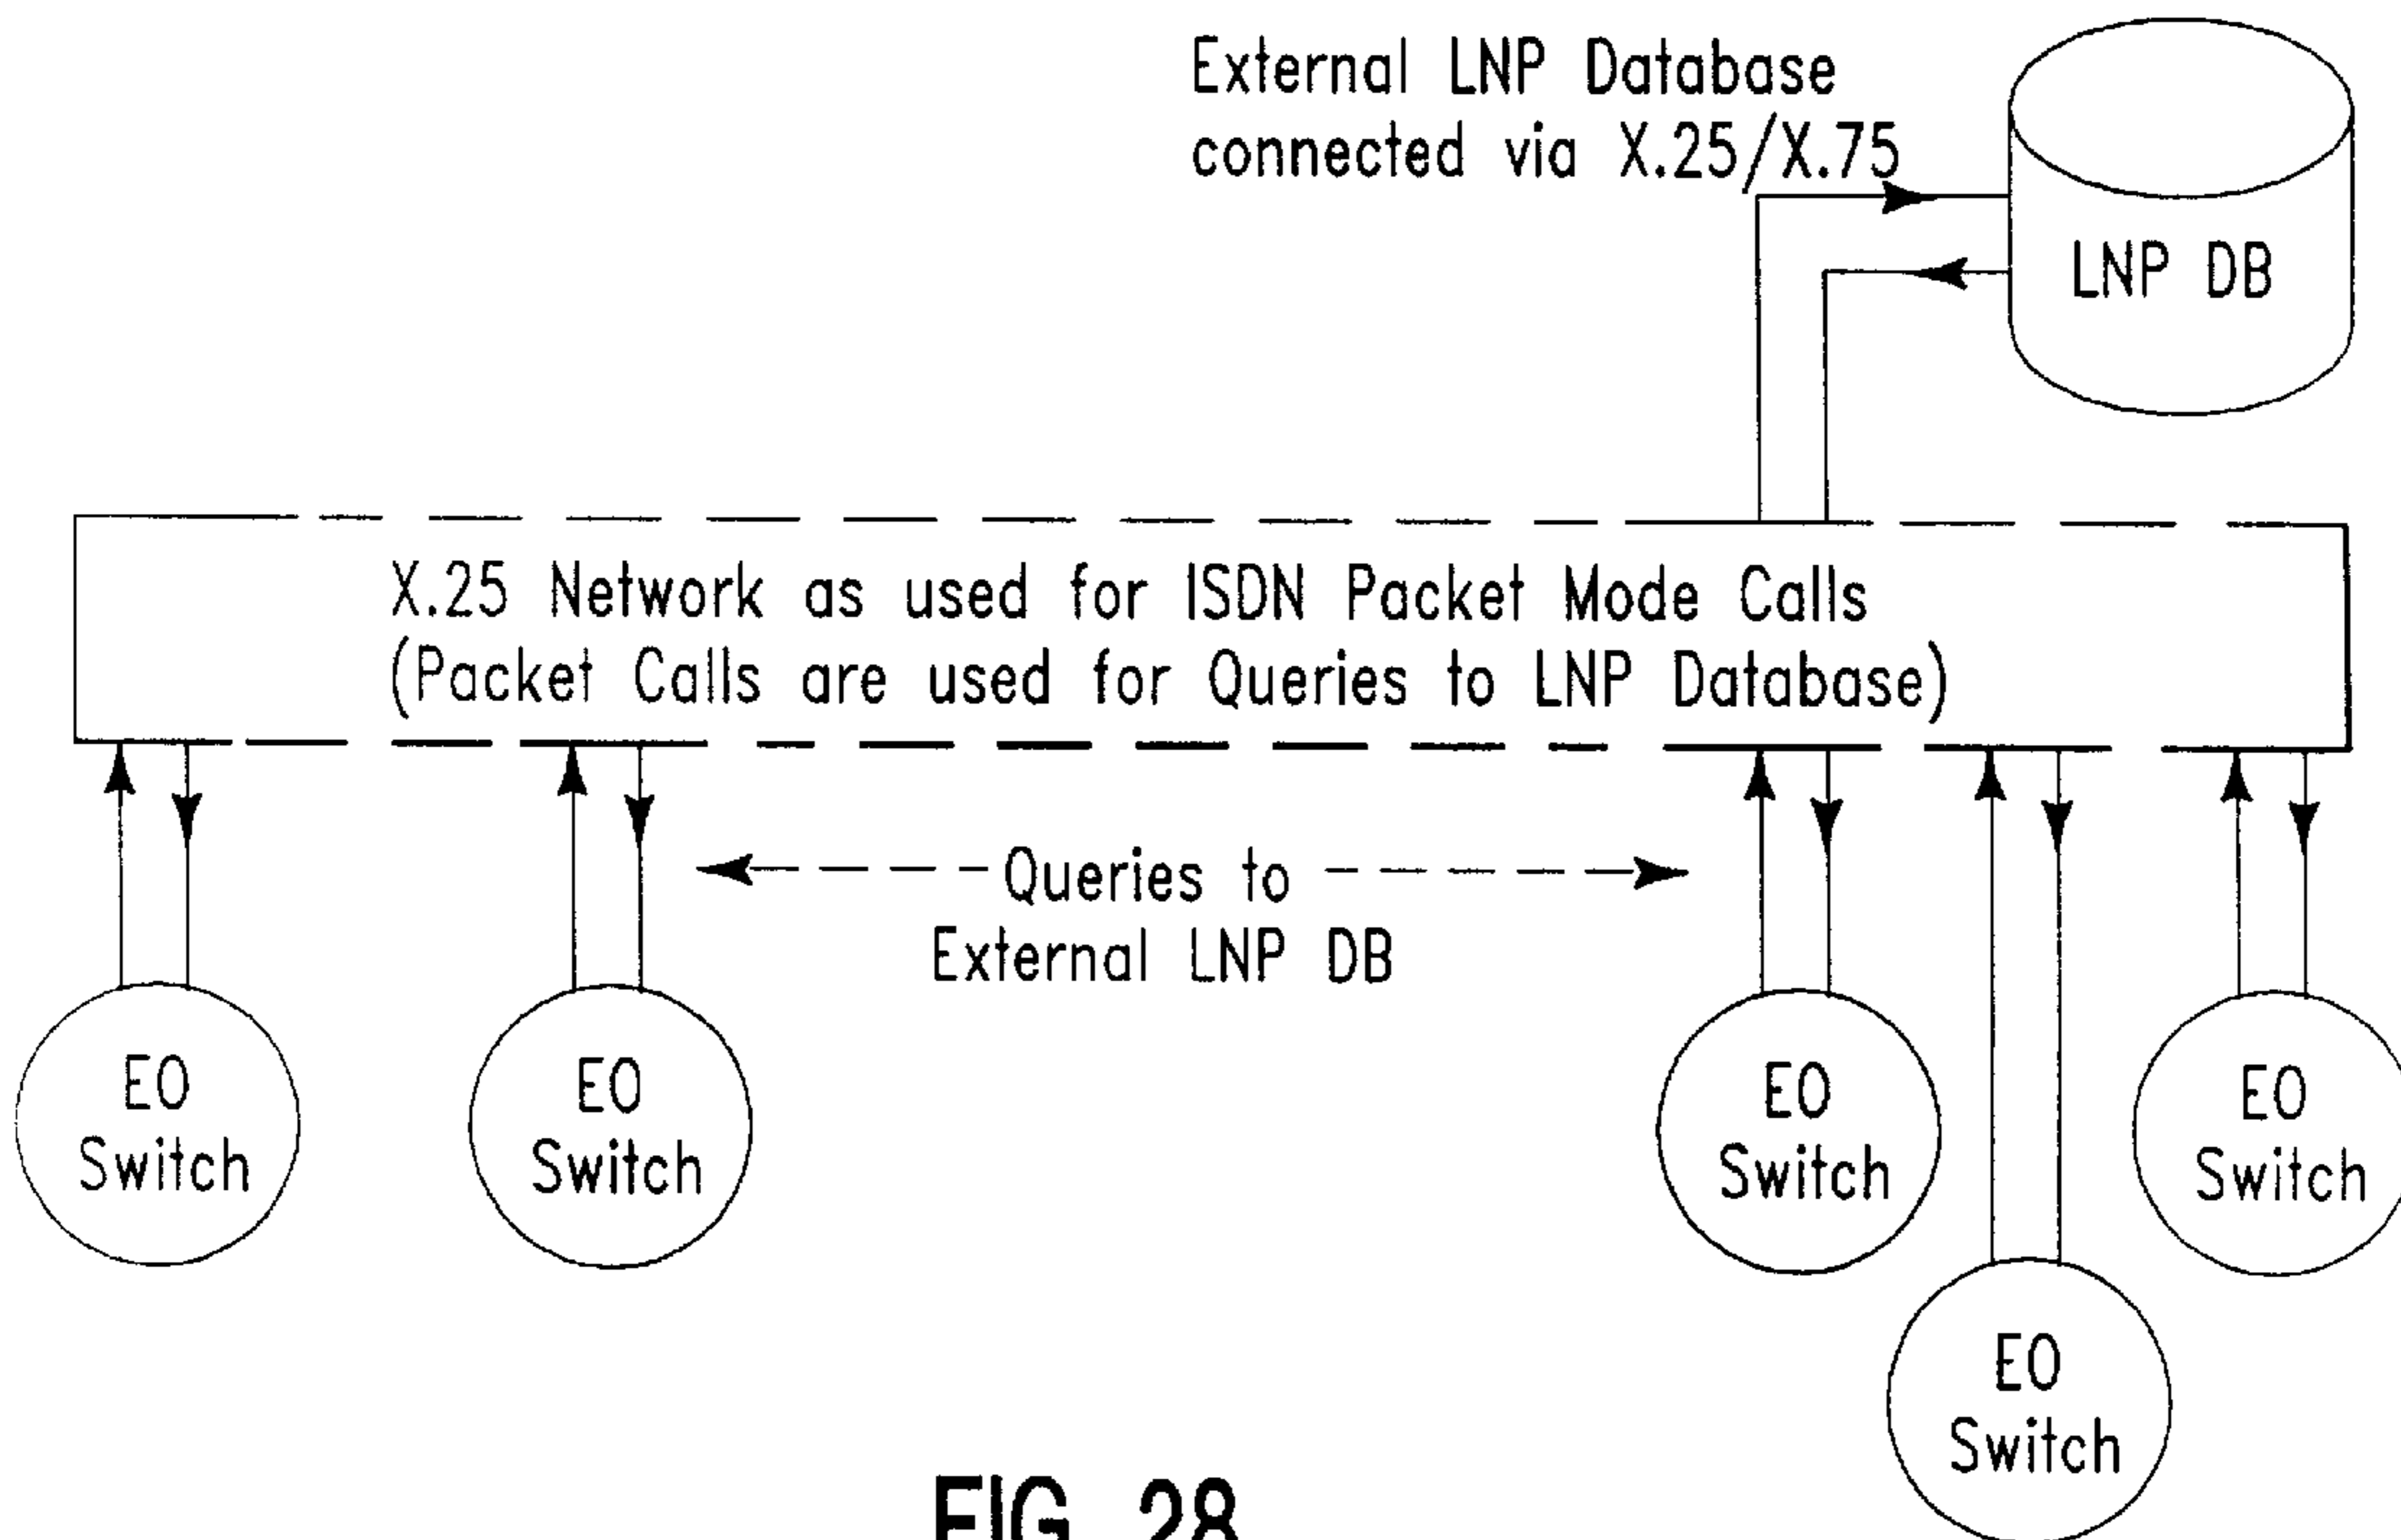 External LNP Database
connected via X.25/X.75
LNP DB
X.25 Network as used for ISDN Packet Mode Calls
(Packet Calls are used for Queries to LNP Database)
Queries to
External LNP DB
EO
Switch
EO
Switch
EO
Switch
EO
Switch
EO
Switch
FIG. 28